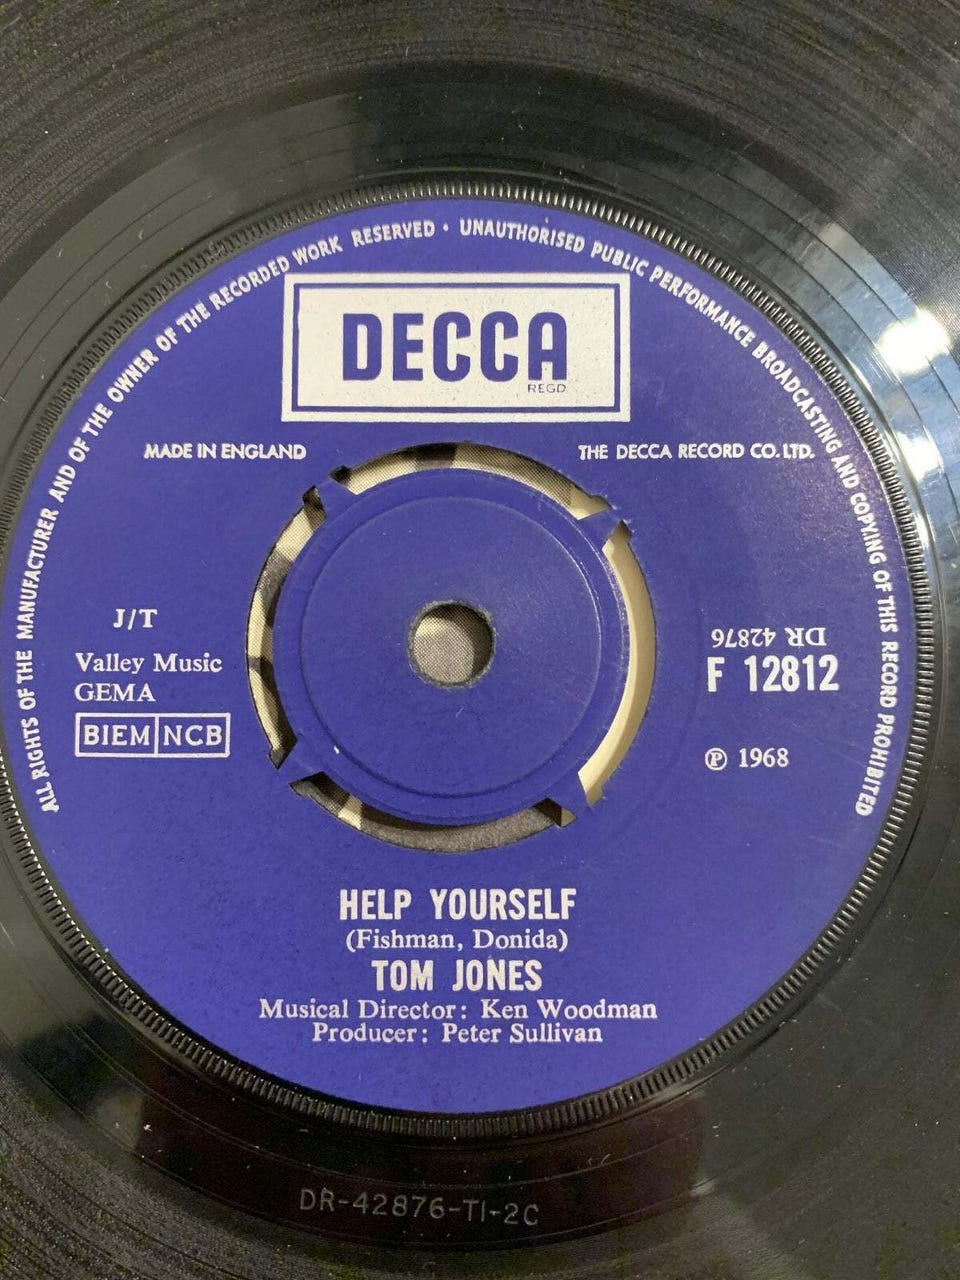 ALL RIGHTS OF THE MANUFACTURER AND OF THE OWNER OF THE RECORDED WORK RESERVED • UNAUTHORISED PUBLIC PERFORMANCE BROADCASTING AND COPYING OF THIS RECORD PROHIBITED
DECCA
REGD
MADE IN ENGLAND
THE DECCA RECORD CO. LTD.
J/T
Valley Music
GEMA
BIEM NCB
DR 42876
F 12812
℗ 1968
HELP YOURSELF
(Fishman, Donida)
TOM JONES
Musical Director: Ken Woodman
Producer: Peter Sullivan
DR-42876-T1-2C